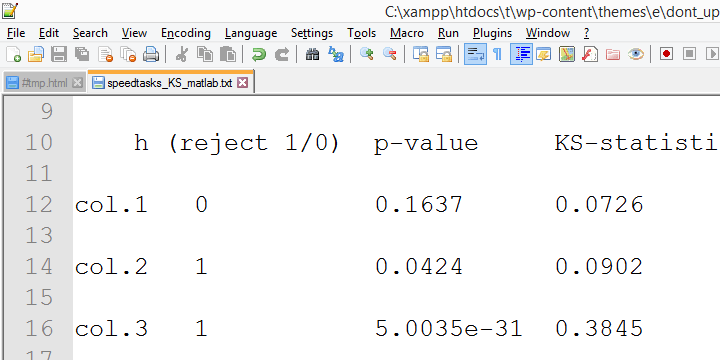 C:\xampp\htdocs\t\wp-content\themes\e\dont_up
File Edit Search View Encoding Language Settings Tools Macro Run Plugins Window ?
#tmp.html speedtasks_KS_matlab.txt
9
10 h (reject 1/0) p-value KS-statisti
11
12 col.1 0 0.1637 0.0726
13
14 col.2 1 0.0424 0.0902
15
16 col.3 1 5.0035e-31 0.3845
17